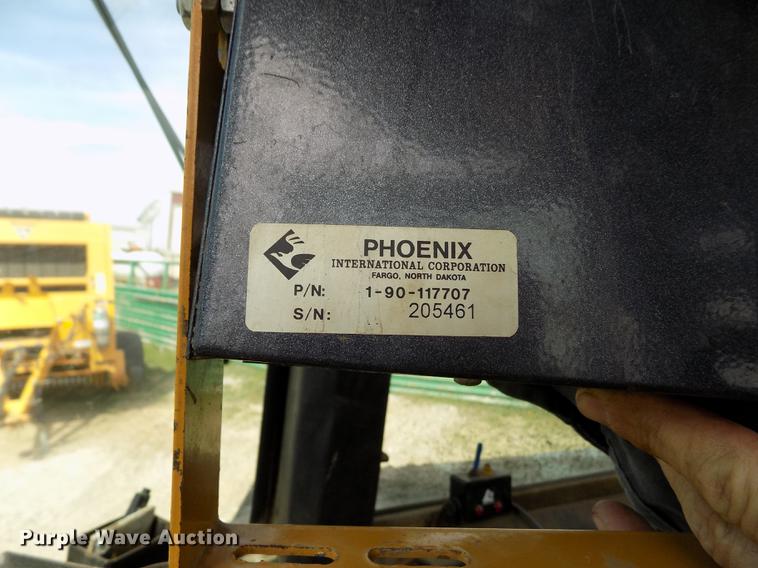 PHOENIX
INTERNATIONAL CORPORATION
FARGO, NORTH DAKOTA
P/N: 1-90-117707
S/N: 205461
Purple Wave Auction